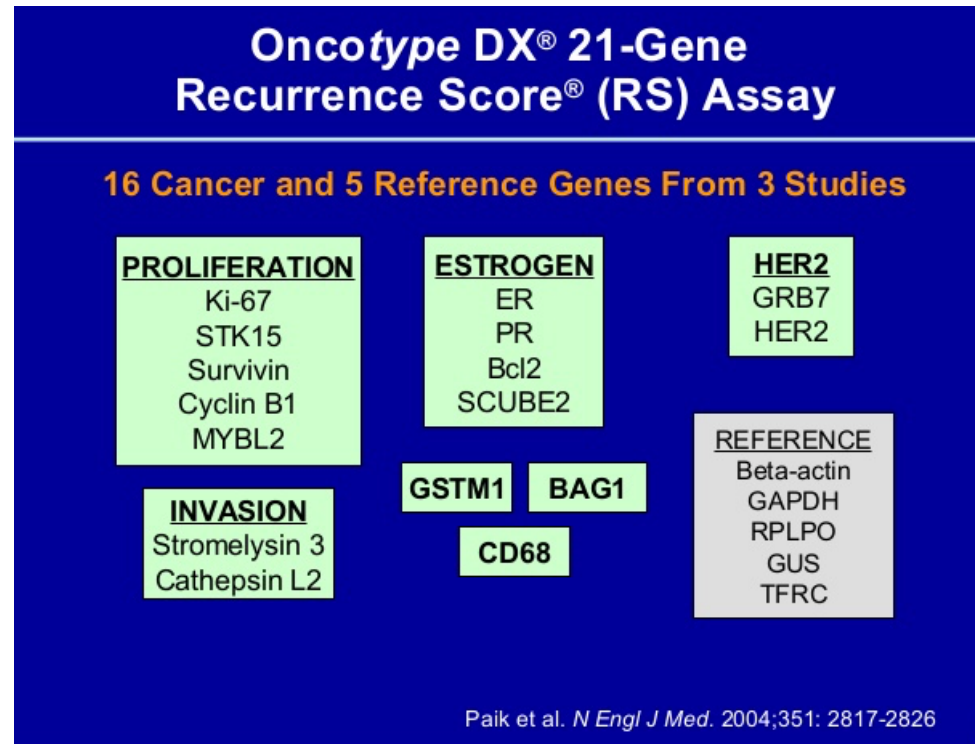 Oncotype DX® 21-Gene
Recurrence Score® (RS) Assay
16 Cancer and 5 Reference Genes From 3 Studies
PROLIFERATION
Ki-67
STK15
Survivin
Cyclin B1
MYBL2
ESTROGEN
ER
PR
Bcl2
SCUBE2
HER2
GRB7
HER2
INVASION
Stromelysin 3
Cathepsin L2
GSTM1
BAG1
CD68
REFERENCE
Beta-actin
GAPDH
RPLPO
GUS
TFRC
Paik et al. N Engl J Med. 2004;351: 2817-2826